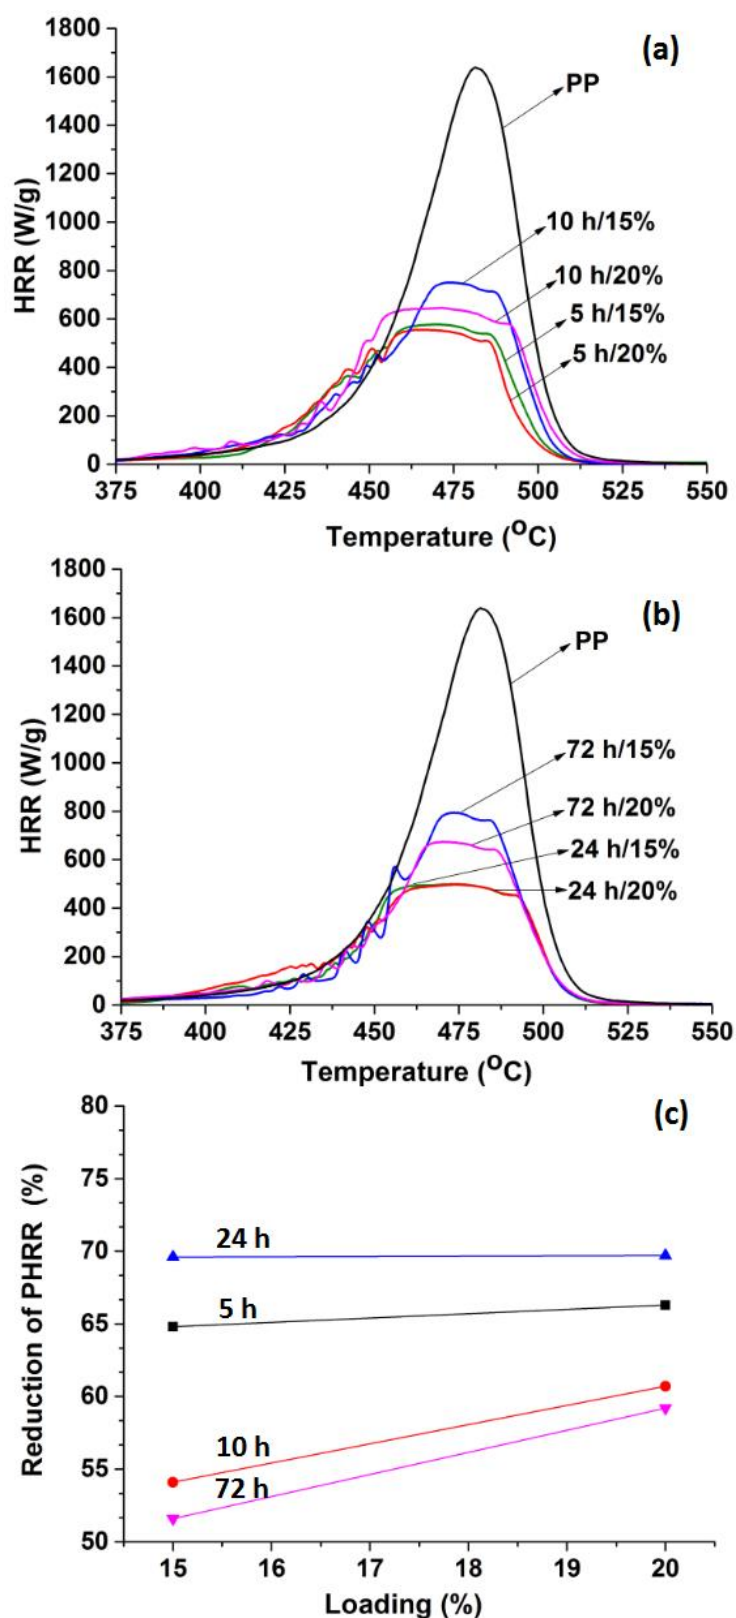 (a)
1800
1600
1400
1200
1000
800
600
400
200
0
HRR (W/g)
PP
10 h/15%
10 h/20%
5 h/15%
5 h/20%
375 400 425 450 475 500 525 550
Temperature (OC)
(b)
1800
1600
1400
1200
1000
800
600
400
200
0
HRR (W/g)
PP
72 h/15%
72 h/20%
24 h/15%
24 h/20%
375 400 425 450 475 500 525 550
Temperature (OC)
(c)
80
75
70
65
60
55
50
Reduction of PHRR (%)
24 h
5 h
10 h
72 h
15 16 17 18 19 20
Loading (%)